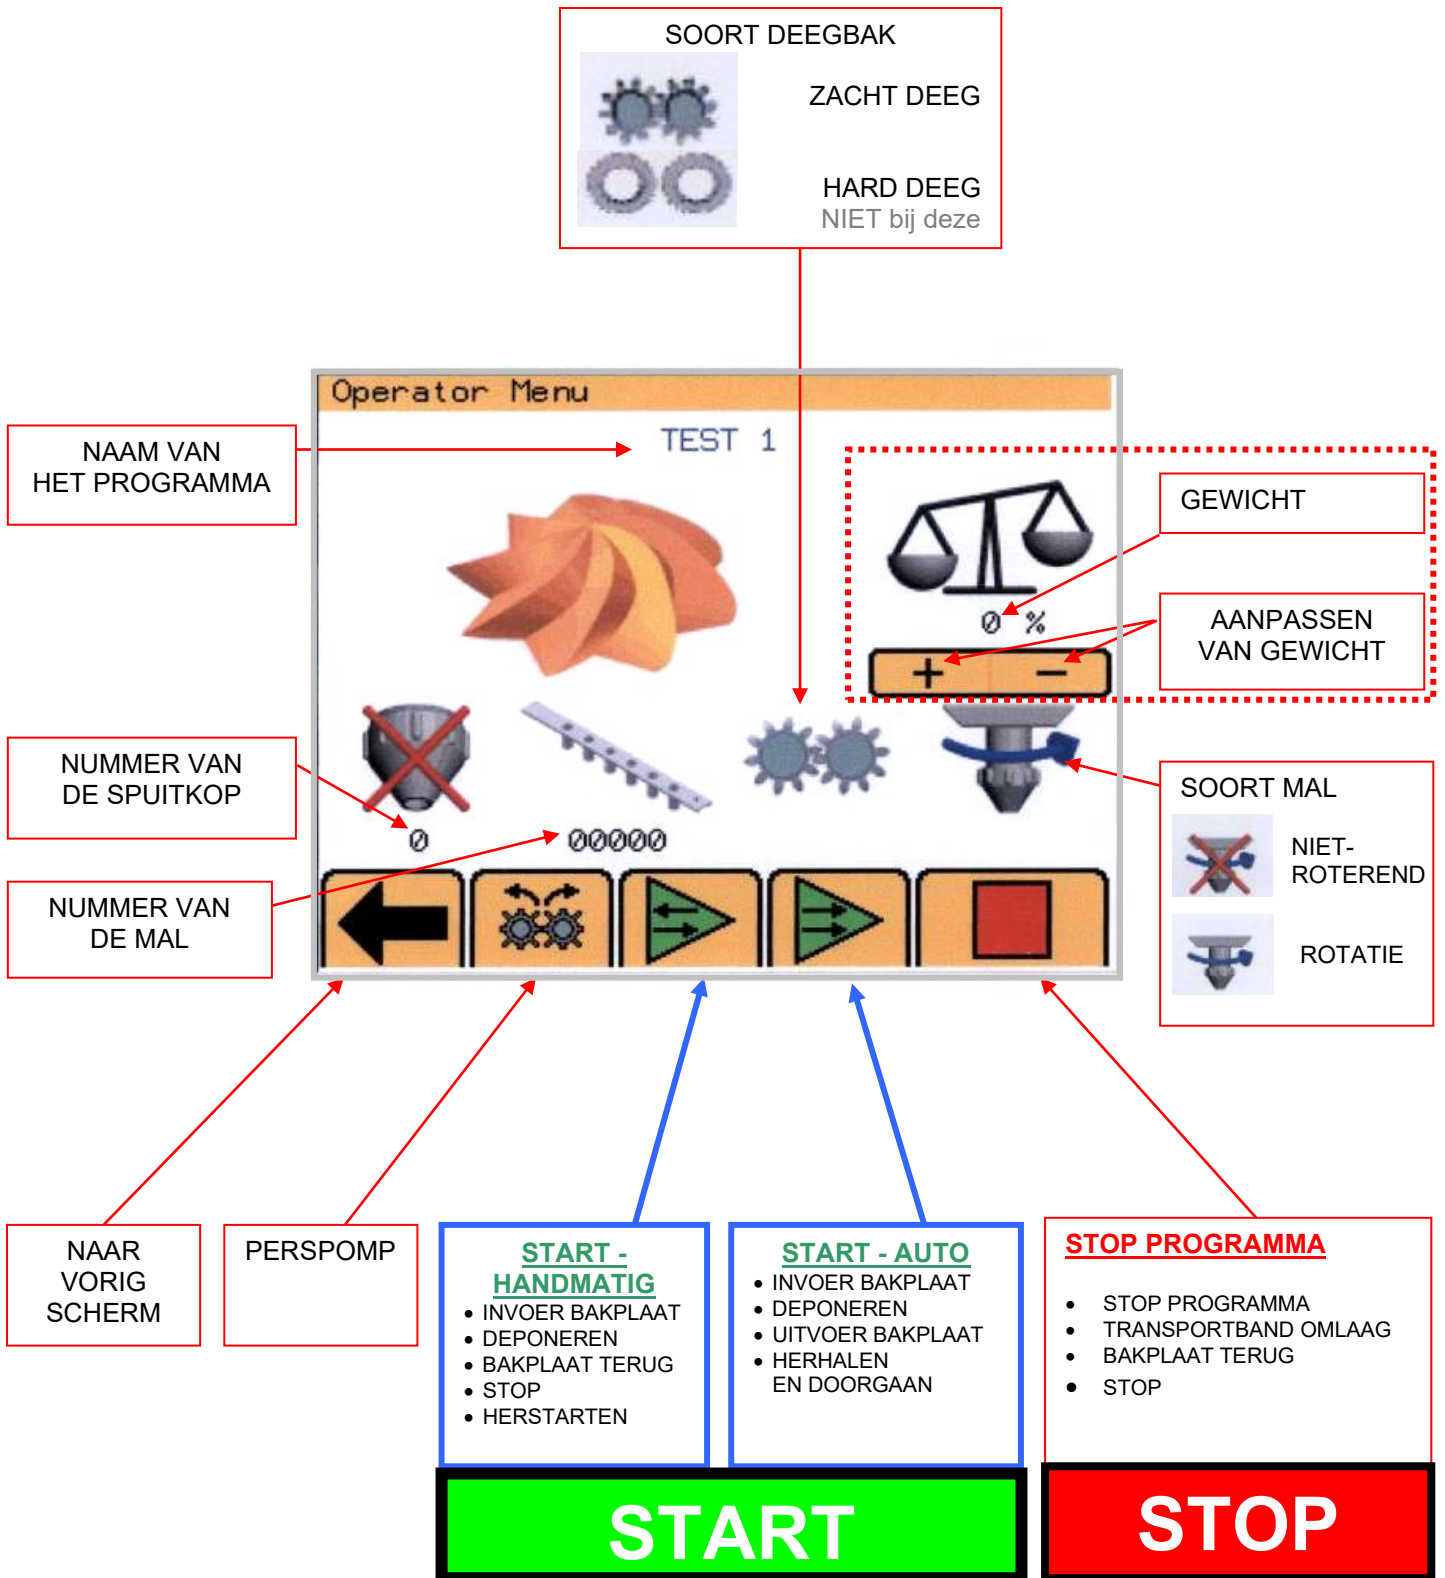 SOORT DEEGBAK
ZACHT DEEG
HARD DEEG
NIET bij deze
Operator Menu
TEST 1
NAAM VAN
HET PROGRAMMA
GEWICHT
0 %
AANPASSEN
VAN GEWICHT
+ −
NUMMER VAN
DE SPUITKOP
0
00000
SOORT MAL
NIET-
ROTEREND
ROTATIE
NUMMER VAN
DE MAL
NAAR
VORIG
SCHERM
PERSPOMP
START -
HANDMATIG
• INVOER BAKPLAAT
• DEPONEREN
• BAKPLAAT TERUG
• STOP
• HERSTARTEN
START - AUTO
• INVOER BAKPLAAT
• DEPONEREN
• UITVOER BAKPLAAT
• HERHALEN
EN DOORGAAN
STOP PROGRAMMA
• STOP PROGRAMMA
• TRANSPORTBAND OMLAAG
• BAKPLAAT TERUG
• STOP
START
STOP